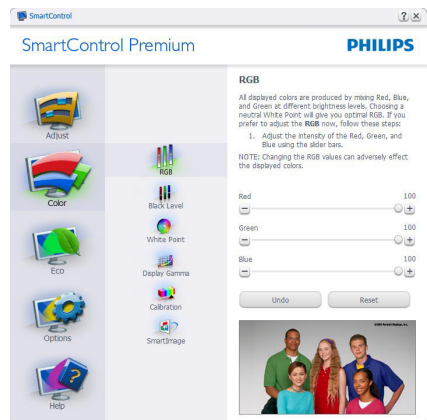 SmartControl
SmartControl Premium
PHILIPS
Adjust
Color
Eco
Options
Help
RGB
Black Level
White Point
Display Gamma
Calibration
SmartImage
RGB
All displayed colors are produced by mixing Red, Blue,
and Green at different brightness levels. Choosing a
neutral White Point will give you optimal RGB. If you
prefer to adjust the RGB now, follow these steps:
1. Adjust the intensity of the Red, Green, and
Blue using the slider bars.
NOTE: Changing the RGB values can adversely effect
the displayed colors.
Red 100
Green 100
Blue 100
Undo Reset